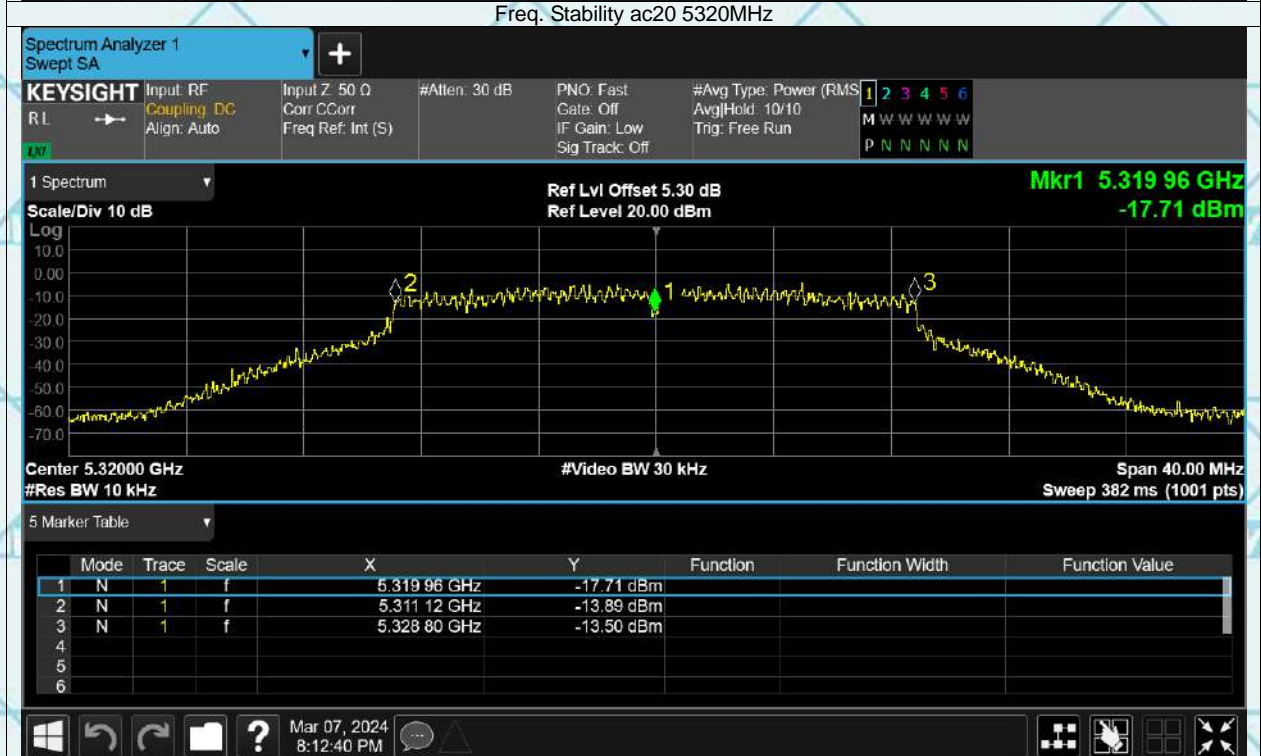 Freq. Stability ac20 5320MHz
Spectrum Analyzer 1
Swept SA
+
KEYSIGHT Input: RF Input Z: 50 Ω #Atten: 30 dB PNO: Fast #Avg Type: Power (RMS 1 2 3 4 5 6
RL Coupling: DC Corr CCorr Gate: Off Avg|Hold: 10/10 M W W W W W
Align: Auto Freq Ref: Int (S) IF Gain: Low Trig: Free Run
LXI Sig Track: Off P N N N N N
1 Spectrum Ref Lvl Offset 5.30 dB Mkr1 5.319 96 GHz
Scale/Div 10 dB Ref Level 20.00 dBm -17.71 dBm
Log
10.0
0.00
-10.0
-20.0
-30.0
-40.0
-50.0
-60.0
-70.0
2 1 3
Center 5.32000 GHz #Video BW 30 kHz Span 40.00 MHz
#Res BW 10 kHz Sweep 382 ms (1001 pts)
5 Marker Table
Mode Trace Scale X Y Function Function Width Function Value
1 N 1 f 5.319 96 GHz -17.71 dBm
2 N 1 f 5.311 12 GHz -13.89 dBm
3 N 1 f 5.328 80 GHz -13.50 dBm
4
5
6
? Mar 07, 2024
8:12:40 PM